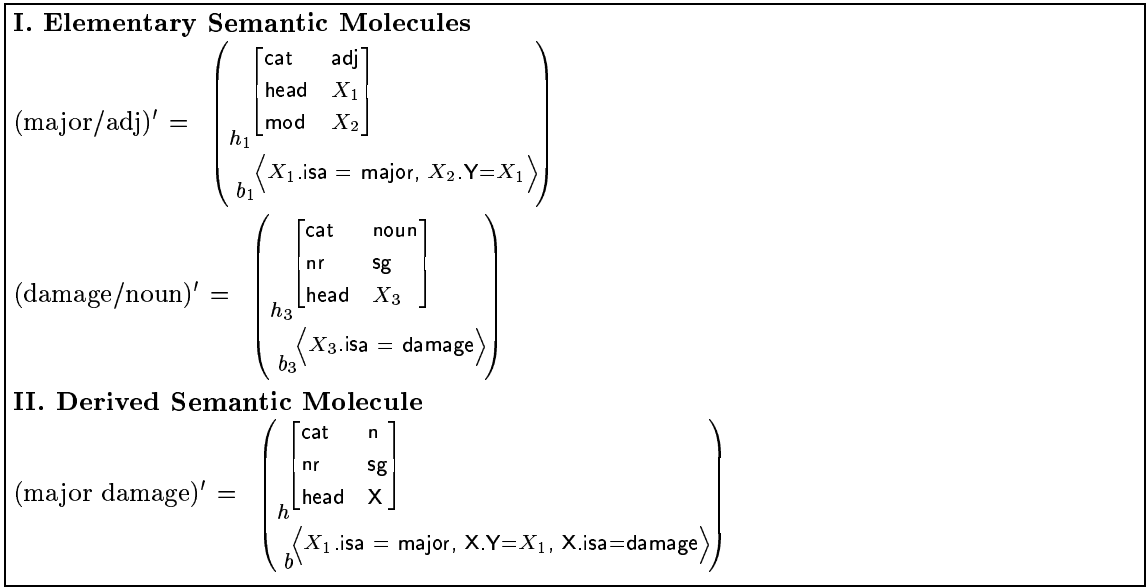 I. Elementary Semantic Molecules
cat adj
head X₁
(major/adj)′ =
mod X₂
h₁
b₁⟨X₁.isa = major, X₂.Y=X₁⟩
cat noun
nr sg
(damage/noun)′ =
head X₃
h₃
b₃⟨X₃.isa = damage⟩
II. Derived Semantic Molecule
cat n
nr sg
(major damage)′ =
head X
h
b⟨X₁.isa = major, X.Y=X₁, X.isa=damage⟩